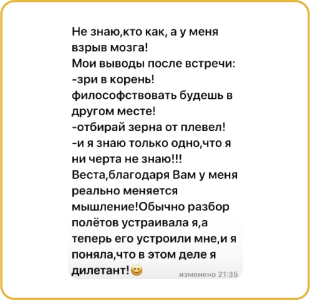 Не знаю,кто как, а у меня
взрыв мозга!
Мои выводы после встречи:
-зри в корень!
философствовать будешь в
другом месте!
-отбирай зерна от плевел!
-и я знаю только одно,что я
ни черта не знаю!!!
Веста,благодаря Вам у меня
реально меняется
мышление!Обычно разбор
полётов устраивала я,а
теперь его устроили мне,и я
поняла,что в этом деле я
дилетант!😄
изменено 21:35